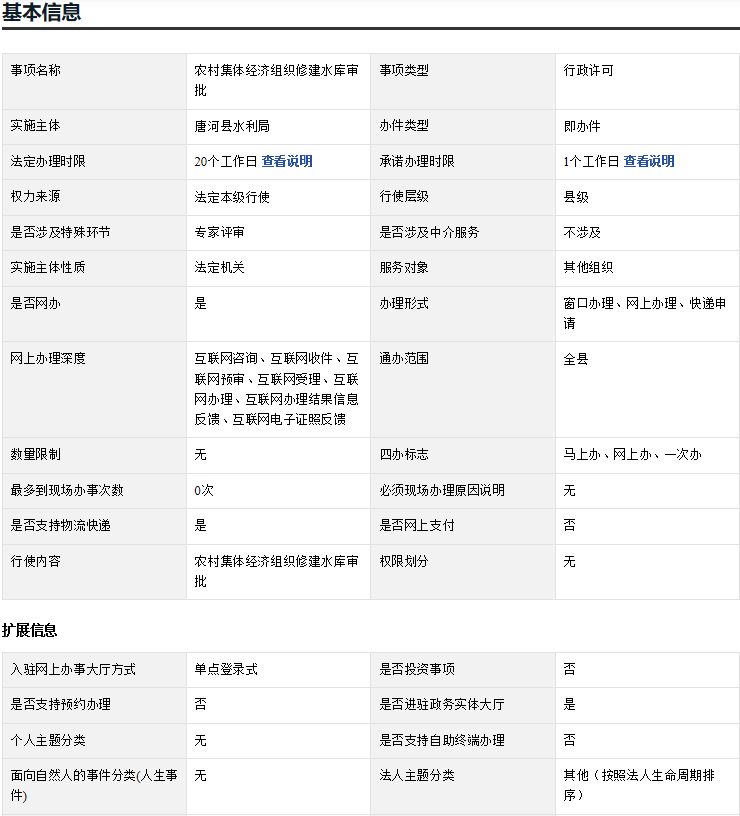 基本信息
事项名称 农村集体经济组织修建水库审批 事项类型 行政许可
实施主体 唐河县水利局 办件类型 即办件
法定办理时限 20个工作日 查看说明 承诺办理时限 1个工作日 查看说明
权力来源 法定本级行使 行使层级 县级
是否涉及特殊环节 专家评审 是否涉及中介服务 不涉及
实施主体性质 法定机关 服务对象 其他组织
是否网办 是 办理形式 窗口办理、网上办理、快递申请
网上办理深度 互联网咨询、互联网收件、互联网预审、互联网受理、互联网办理、互联网办理结果信息反馈、互联网电子证照反馈 通办范围 全县
数量限制 无 四办标志 马上办、网上办、一次办
最多到现场办事次数 0次 必须现场办理原因说明 无
是否支持物流快递 是 是否网上支付 否
行使内容 农村集体经济组织修建水库审批 权限划分 无
扩展信息
入驻网上办事大厅方式 单点登录式 是否投资事项 否
是否支持预约办理 否 是否进驻政务实体大厅 是
个人主题分类 无 是否支持自助终端办理 否
面向自然人的事件分类(人生事件) 无 法人主题分类 其他（按照法人生命周期排序）